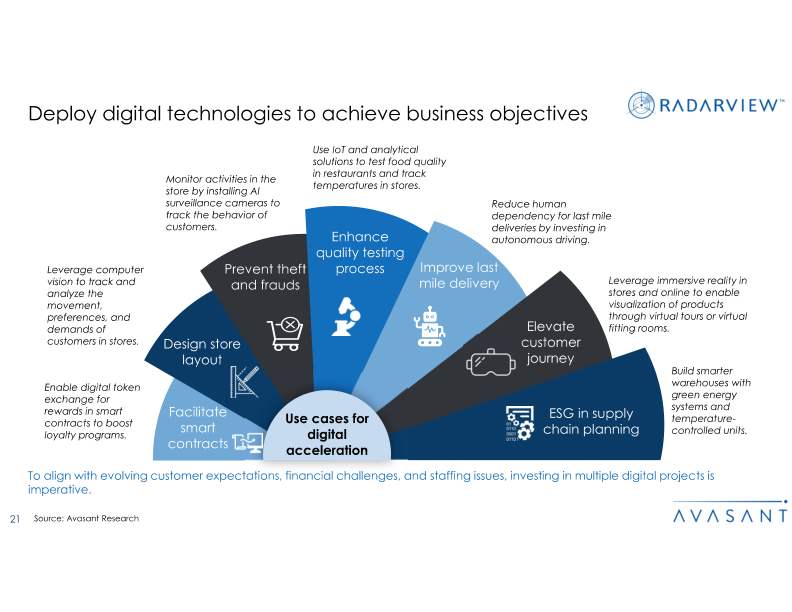 Deploy digital technologies to achieve business objectives
RADARVIEW™
Use IoT and analytical
solutions to test food quality
in restaurants and track
temperatures in stores.
Monitor activities in the
store by installing AI
surveillance cameras to
track the behavior of
customers.
Reduce human
dependency for last mile
deliveries by investing in
autonomous driving.
Leverage computer
vision to track and
analyze the
movement,
preferences, and
demands of
customers in stores.
Leverage immersive reality in
stores and online to enable
visualization of products
through virtual tours or virtual
fitting rooms.
Enable digital token
exchange for
rewards in smart
contracts to boost
loyalty programs.
Build smarter
warehouses with
green energy
systems and
temperature-
controlled units.
Facilitate
smart
contracts
Design store
layout
Prevent theft
and frauds
Enhance
quality testing
process
Improve last
mile delivery
Elevate
customer
journey
ESG in supply
chain planning
Use cases for
digital
acceleration
To align with evolving customer expectations, financial challenges, and staffing issues, investing in multiple digital projects is
imperative.
21
Source: Avasant Research
AVASANT